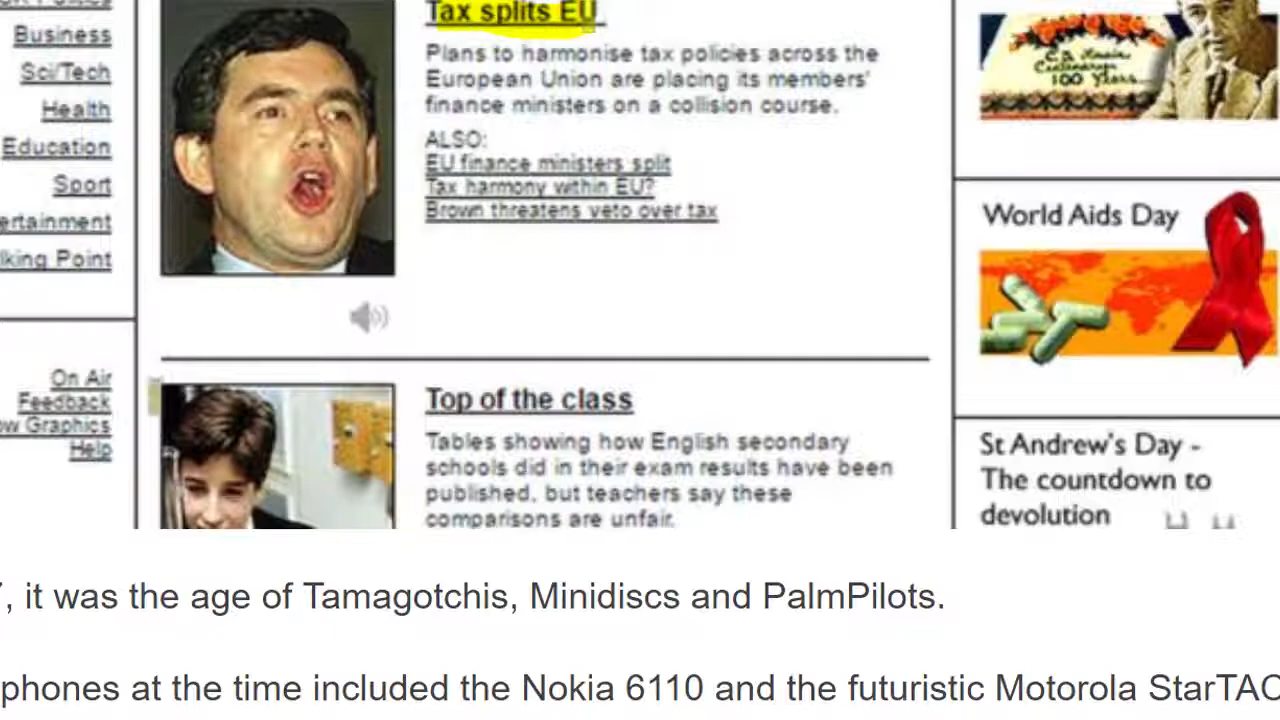 Business
Sci/Tech
Health
Education
Sport
ertainment
lking Point
On Air
Feedback
ow Graphics
Help
Tax splits EU
Plans to harmonise tax policies across the
European Union are placing its members'
finance ministers on a collision course.
ALSO:
EU finance ministers split
Tax harmony within EU?
Brown threatens veto over tax
Top of the class
Tables showing how English secondary
schools did in their exam results have been
published, but teachers say these
comparisons are unfair.
100 Years
World Aids Day
St Andrew's Day -
The countdown to
devolution
, it was the age of Tamagotchis, Minidiscs and PalmPilots.
phones at the time included the Nokia 6110 and the futuristic Motorola StarTAC